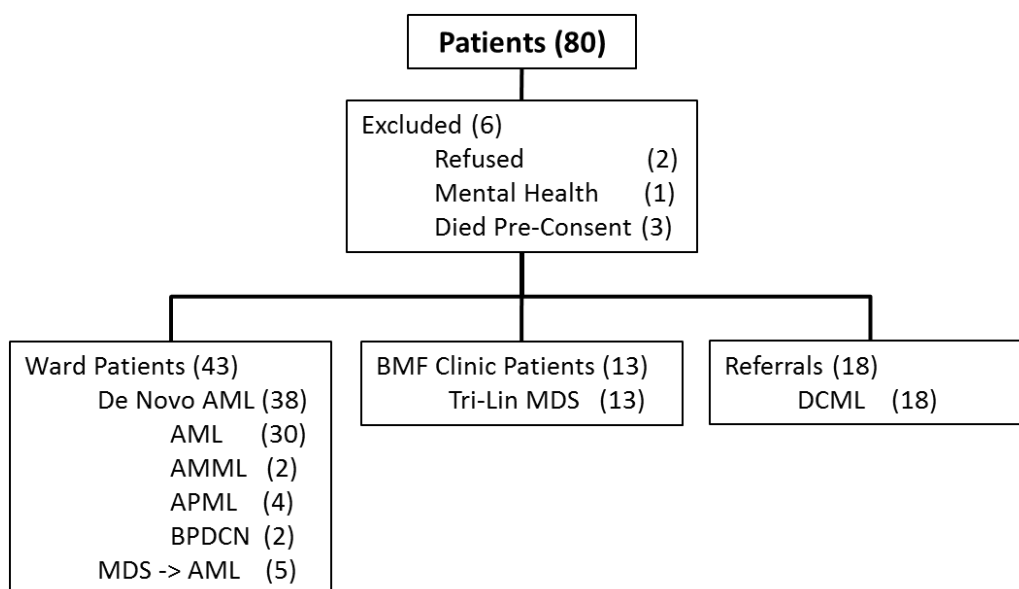 Patients (80)
Excluded (6)
Refused (2)
Mental Health (1)
Died Pre-Consent (3)
Ward Patients (43)
De Novo AML (38)
AML (30)
AMML (2)
APML (4)
BPDCN (2)
MDS -> AML (5)
BMF Clinic Patients (13)
Tri-Lin MDS (13)
Referrals (18)
DCML (18)